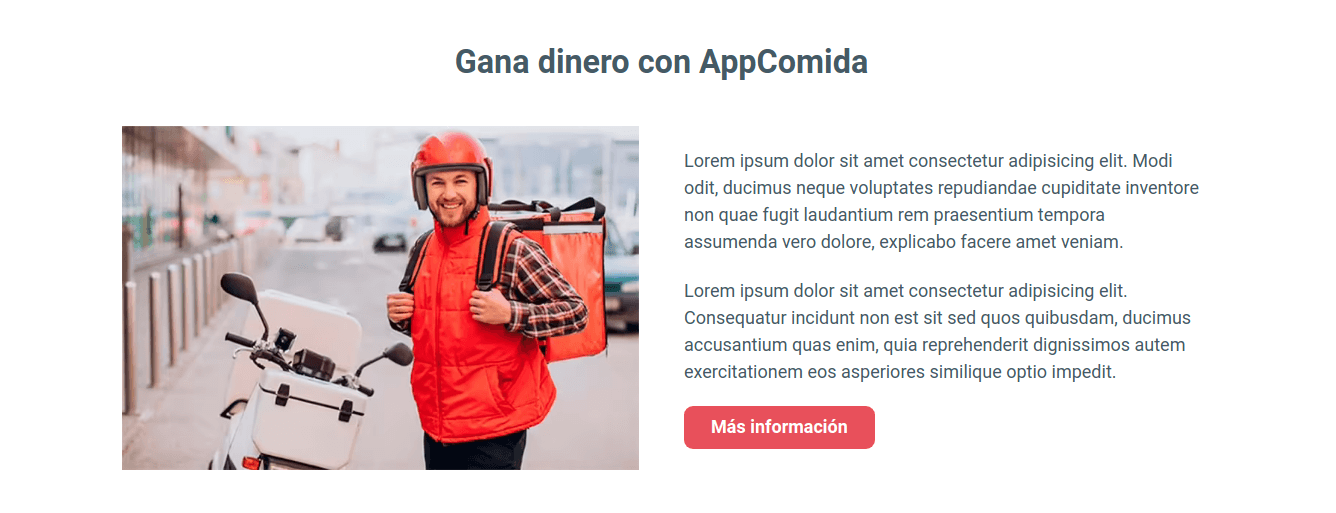 Gana dinero con AppComida
Lorem ipsum dolor sit amet consectetur adipisicing elit. Modi
odit, ducimus neque voluptates repudiandae cupiditate inventore
non quae fugit laudantium rem praesentium tempora
assumenda vero dolore, explicabo facere amet veniam.
Lorem ipsum dolor sit amet consectetur adipisicing elit.
Consequatur incidunt non est sit sed quos quibusdam, ducimus
accusantium quas enim, quia reprehenderit dignissimos autem
exercitationem eos asperiores similique optio impedit.
Más información